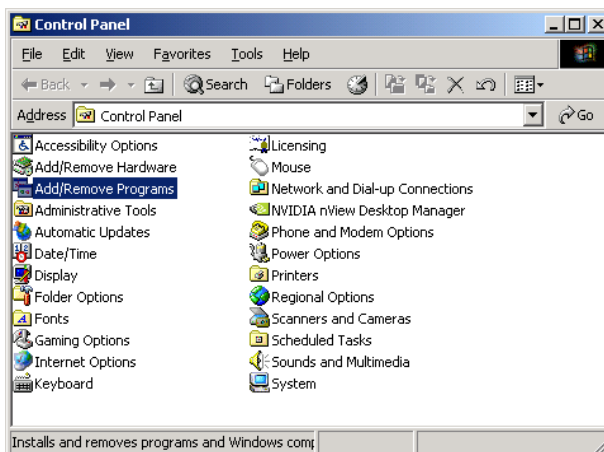 Control Panel
File Edit View Favorites Tools Help
Back Search Folders
Address Control Panel Go
Accessibility Options
Add/Remove Hardware
Add/Remove Programs
Administrative Tools
Automatic Updates
Date/Time
Display
Folder Options
Fonts
Gaming Options
Internet Options
Keyboard
Licensing
Mouse
Network and Dial-up Connections
NVIDIA nView Desktop Manager
Phone and Modem Options
Power Options
Printers
Regional Options
Scanners and Cameras
Scheduled Tasks
Sounds and Multimedia
System
Installs and removes programs and Windows comp